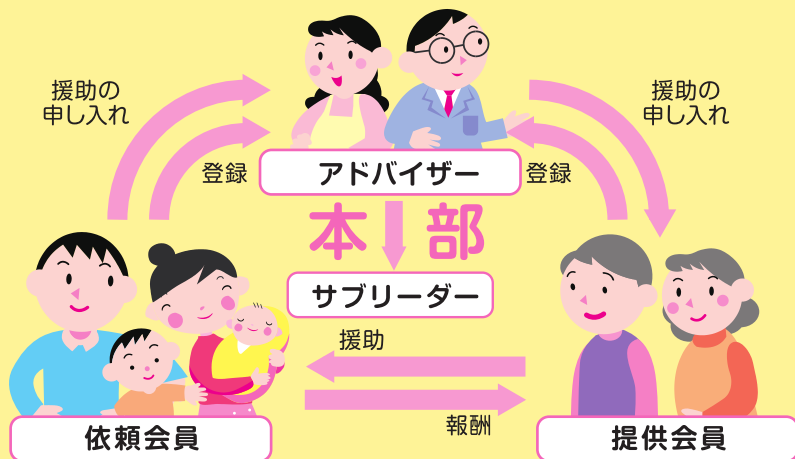 援助の
申し入れ
援助の
申し入れ
登録
アドバイザー
登録
本部
サブリーダー
援助
報酬
依頼会員
提供会員